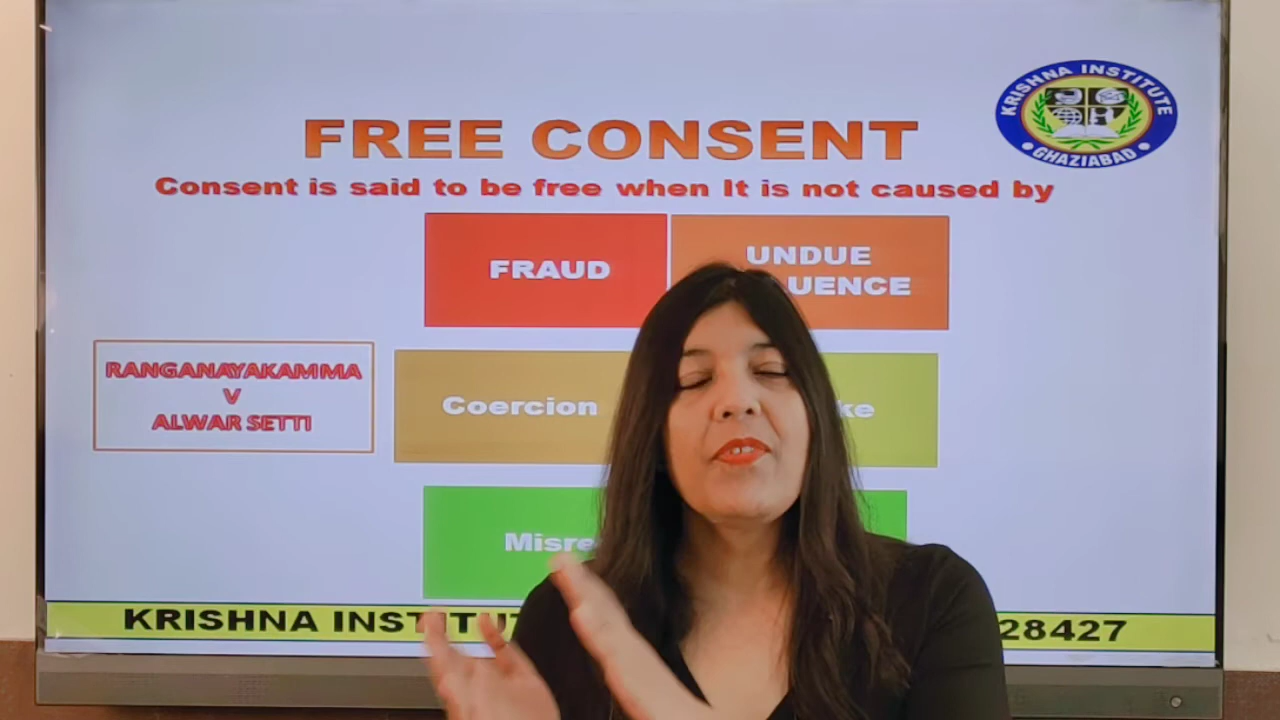 KRISHNA INSTITUTE
GHAZIABAD
FREE CONSENT
Consent is said to be free when It is not caused by
FRAUD
UNDUE
UENCE
RANGANAYAKAMMA
V
ALWAR SETTI
Coercion
ke
Misre
KRISHNA INSTITU
28427